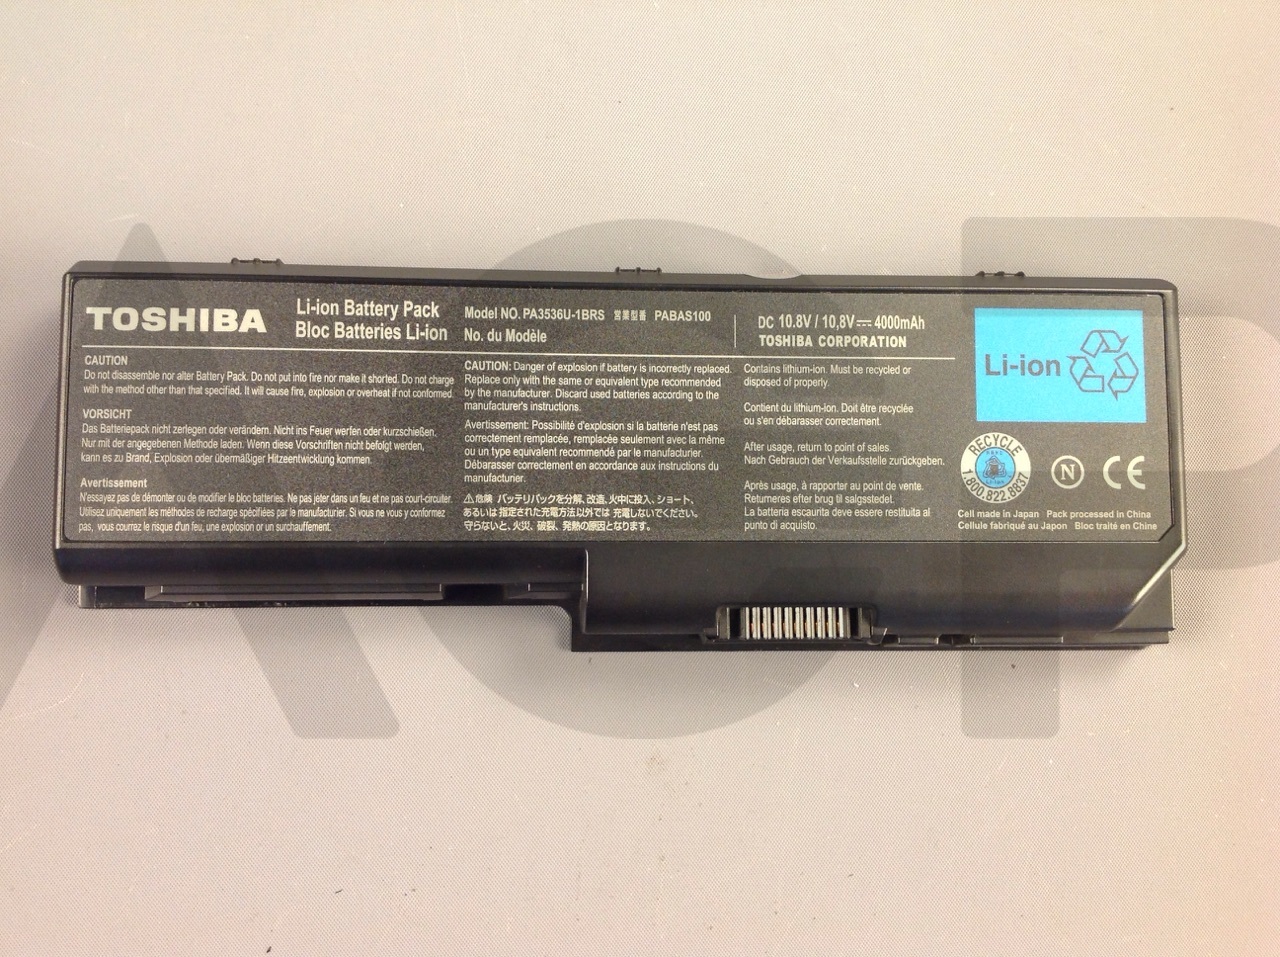 TOSHIBA
Li-ion Battery Pack
Bloc Batteries Li-ion
Model NO. PA3536U-1BRS 営業型番 PABAS100
No. du Modèle
DC 10.8V / 10,8V 4000mAh
TOSHIBA CORPORATION
CAUTION
Do not disassemble nor alter Battery Pack. Do not put into fire nor make it shorted. Do not charge
with the method other than that specified. It will cause fire, explosion or overheat if not conformed.
VORSICHT
Das Batteriepack nicht zerlegen oder verändern. Nicht ins Feuer werfen oder kurzschießen.
Nur mit der angegebenen Methode laden. Wenn diese Vorschriften nicht befolgt werden,
kann es zu Brand, Explosion oder übermäßiger Hitzeentwicklung kommen.
Avertissement
N'essayez pas de démonter ou de modifier le bloc batteries. Ne pas jeter dans un feu et ne pas court-circuiter.
Utilisez uniquement les méthodes de recharge spécifiées par le manufacturier. Si vous ne vous y conformez
pas, vous courrez le risque d'un feu, une explosion or un surchauffement.
CAUTION: Danger of explosion if battery is incorrectly replaced.
Replace only with the same or equivalent type recommended
by the manufacturer. Discard used batteries according to the
manufacturer's instructions.
Avertissement: Possibilité d'explosion si la batterie n'est pas
correctement remplacée, remplacée seulement avec la même
ou un type equivalent recommendé par le manufacturier.
Débarasser correctement en accordance aux instructions du
manufacturier.
⚠危険 バッテリパックを分解、改造、火中に投入、ショート、
あるいは 指定された充電方法以外では 充電しないでください。
守らないと、火災、破裂、発熱の原因となります。
Contains lithium-ion. Must be recycled or
disposed of properly.
Contient du lithium-ion. Doit être recyclée
ou s'en débarasser correctement.
After usage, return to point of sales.
Nach Gebrauch der Verkaufsstelle zurückgeben.
Après usage, à rapporter au point de vente.
Retumeres efter brug til salgsstedet.
La batteria escaurita deve essere restituita al
punto di acquisto.
Li-ion
RECYCLE
RBRC
Li-ion
1.800.822.8837
N
CE
Cell made in Japan Pack processed in China
Cellule fabriqué au Japon Bloc traité en Chine